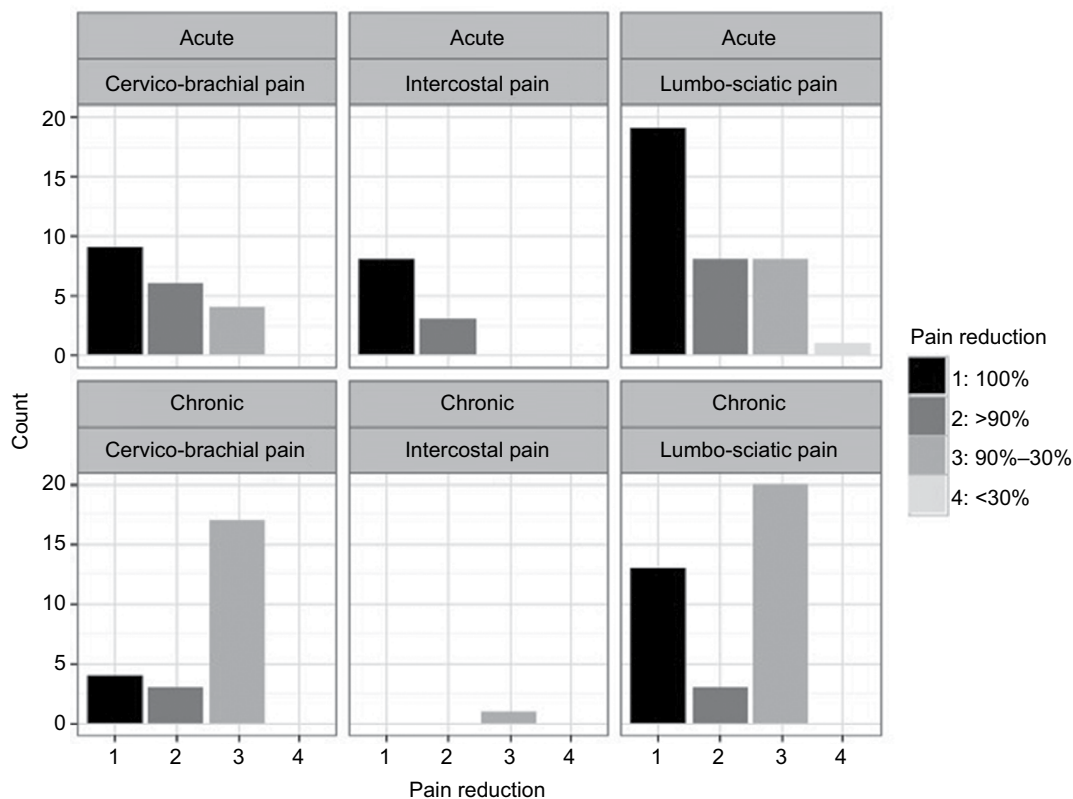 Acute
Acute
Acute
Cervico-brachial pain
Intercostal pain
Lumbo-sciatic pain
20
15
10
5
0
Chronic
Chronic
Chronic
Cervico-brachial pain
Intercostal pain
Lumbo-sciatic pain
20
15
10
5
0
Count
1 2 3 4
1 2 3 4
1 2 3 4
Pain reduction
Pain reduction
1: 100%
2: >90%
3: 90%–30%
4: <30%